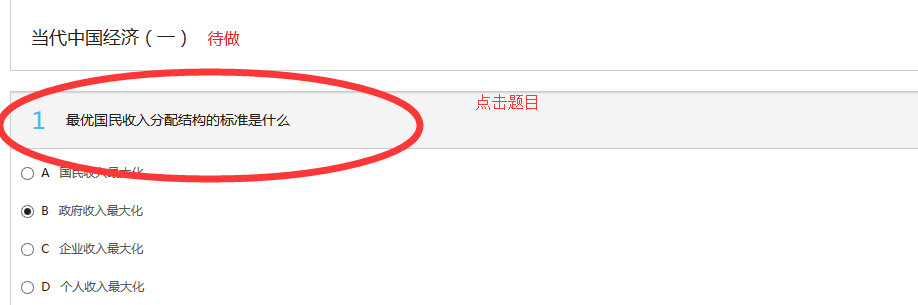 当代中国经济（一） 待做
点击题目
1 最优国民收入分配结构的标准是什么
A 国民收入最大化
B 政府收入最大化
C 企业收入最大化
D 个人收入最大化